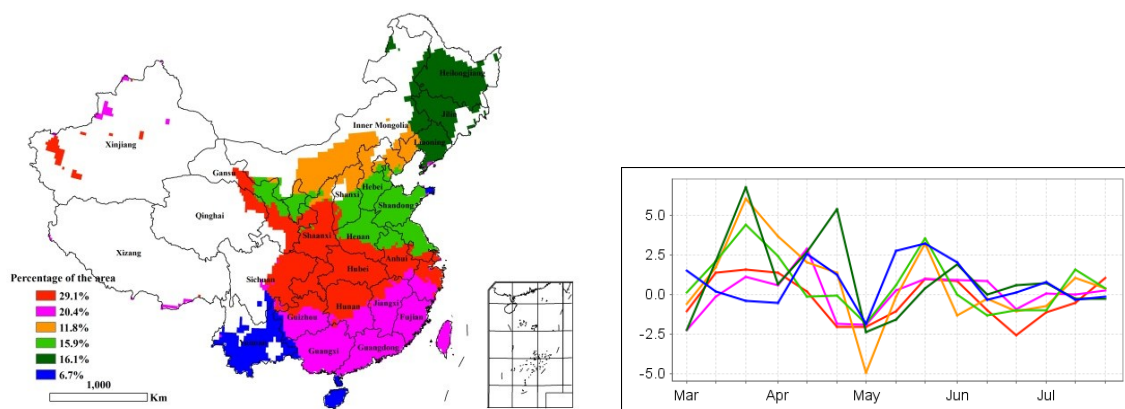 Heilongjiang
Jilin
Liaoning
Inner Mongolia
Xinjiang
Gansu
Hebei
Shanxi
Shandong
Qinghai
Shaanxi
Henan
Xizang
Anhui
Hubei
Sichuan
Hunan
Jiangxi
Guizhou
Fujian
Guangxi
Guangdong
Percentage of the area
29.1%
20.4%
11.8%
15.9%
16.1%
6.7%
1,000
Km
5.0
2.5
0.0
-2.5
-5.0
Mar Apr May Jun Jul